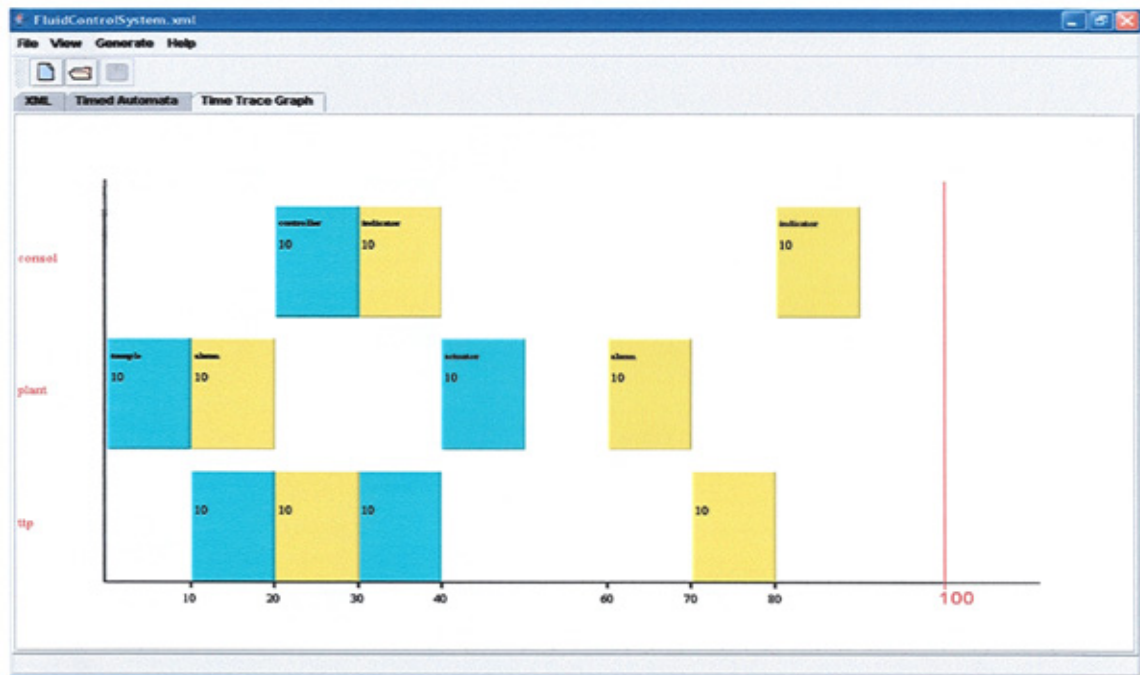 FluidControlSystem.xml
File View Generate Help
XML Timed Automata Time Trace Graph
controller indicator indicator
10 10 10
consol
sample alarm actuator alarm
10 10 10 10
plant
10 10 10 10
ttp
10 20 30 40 60 70 80 100